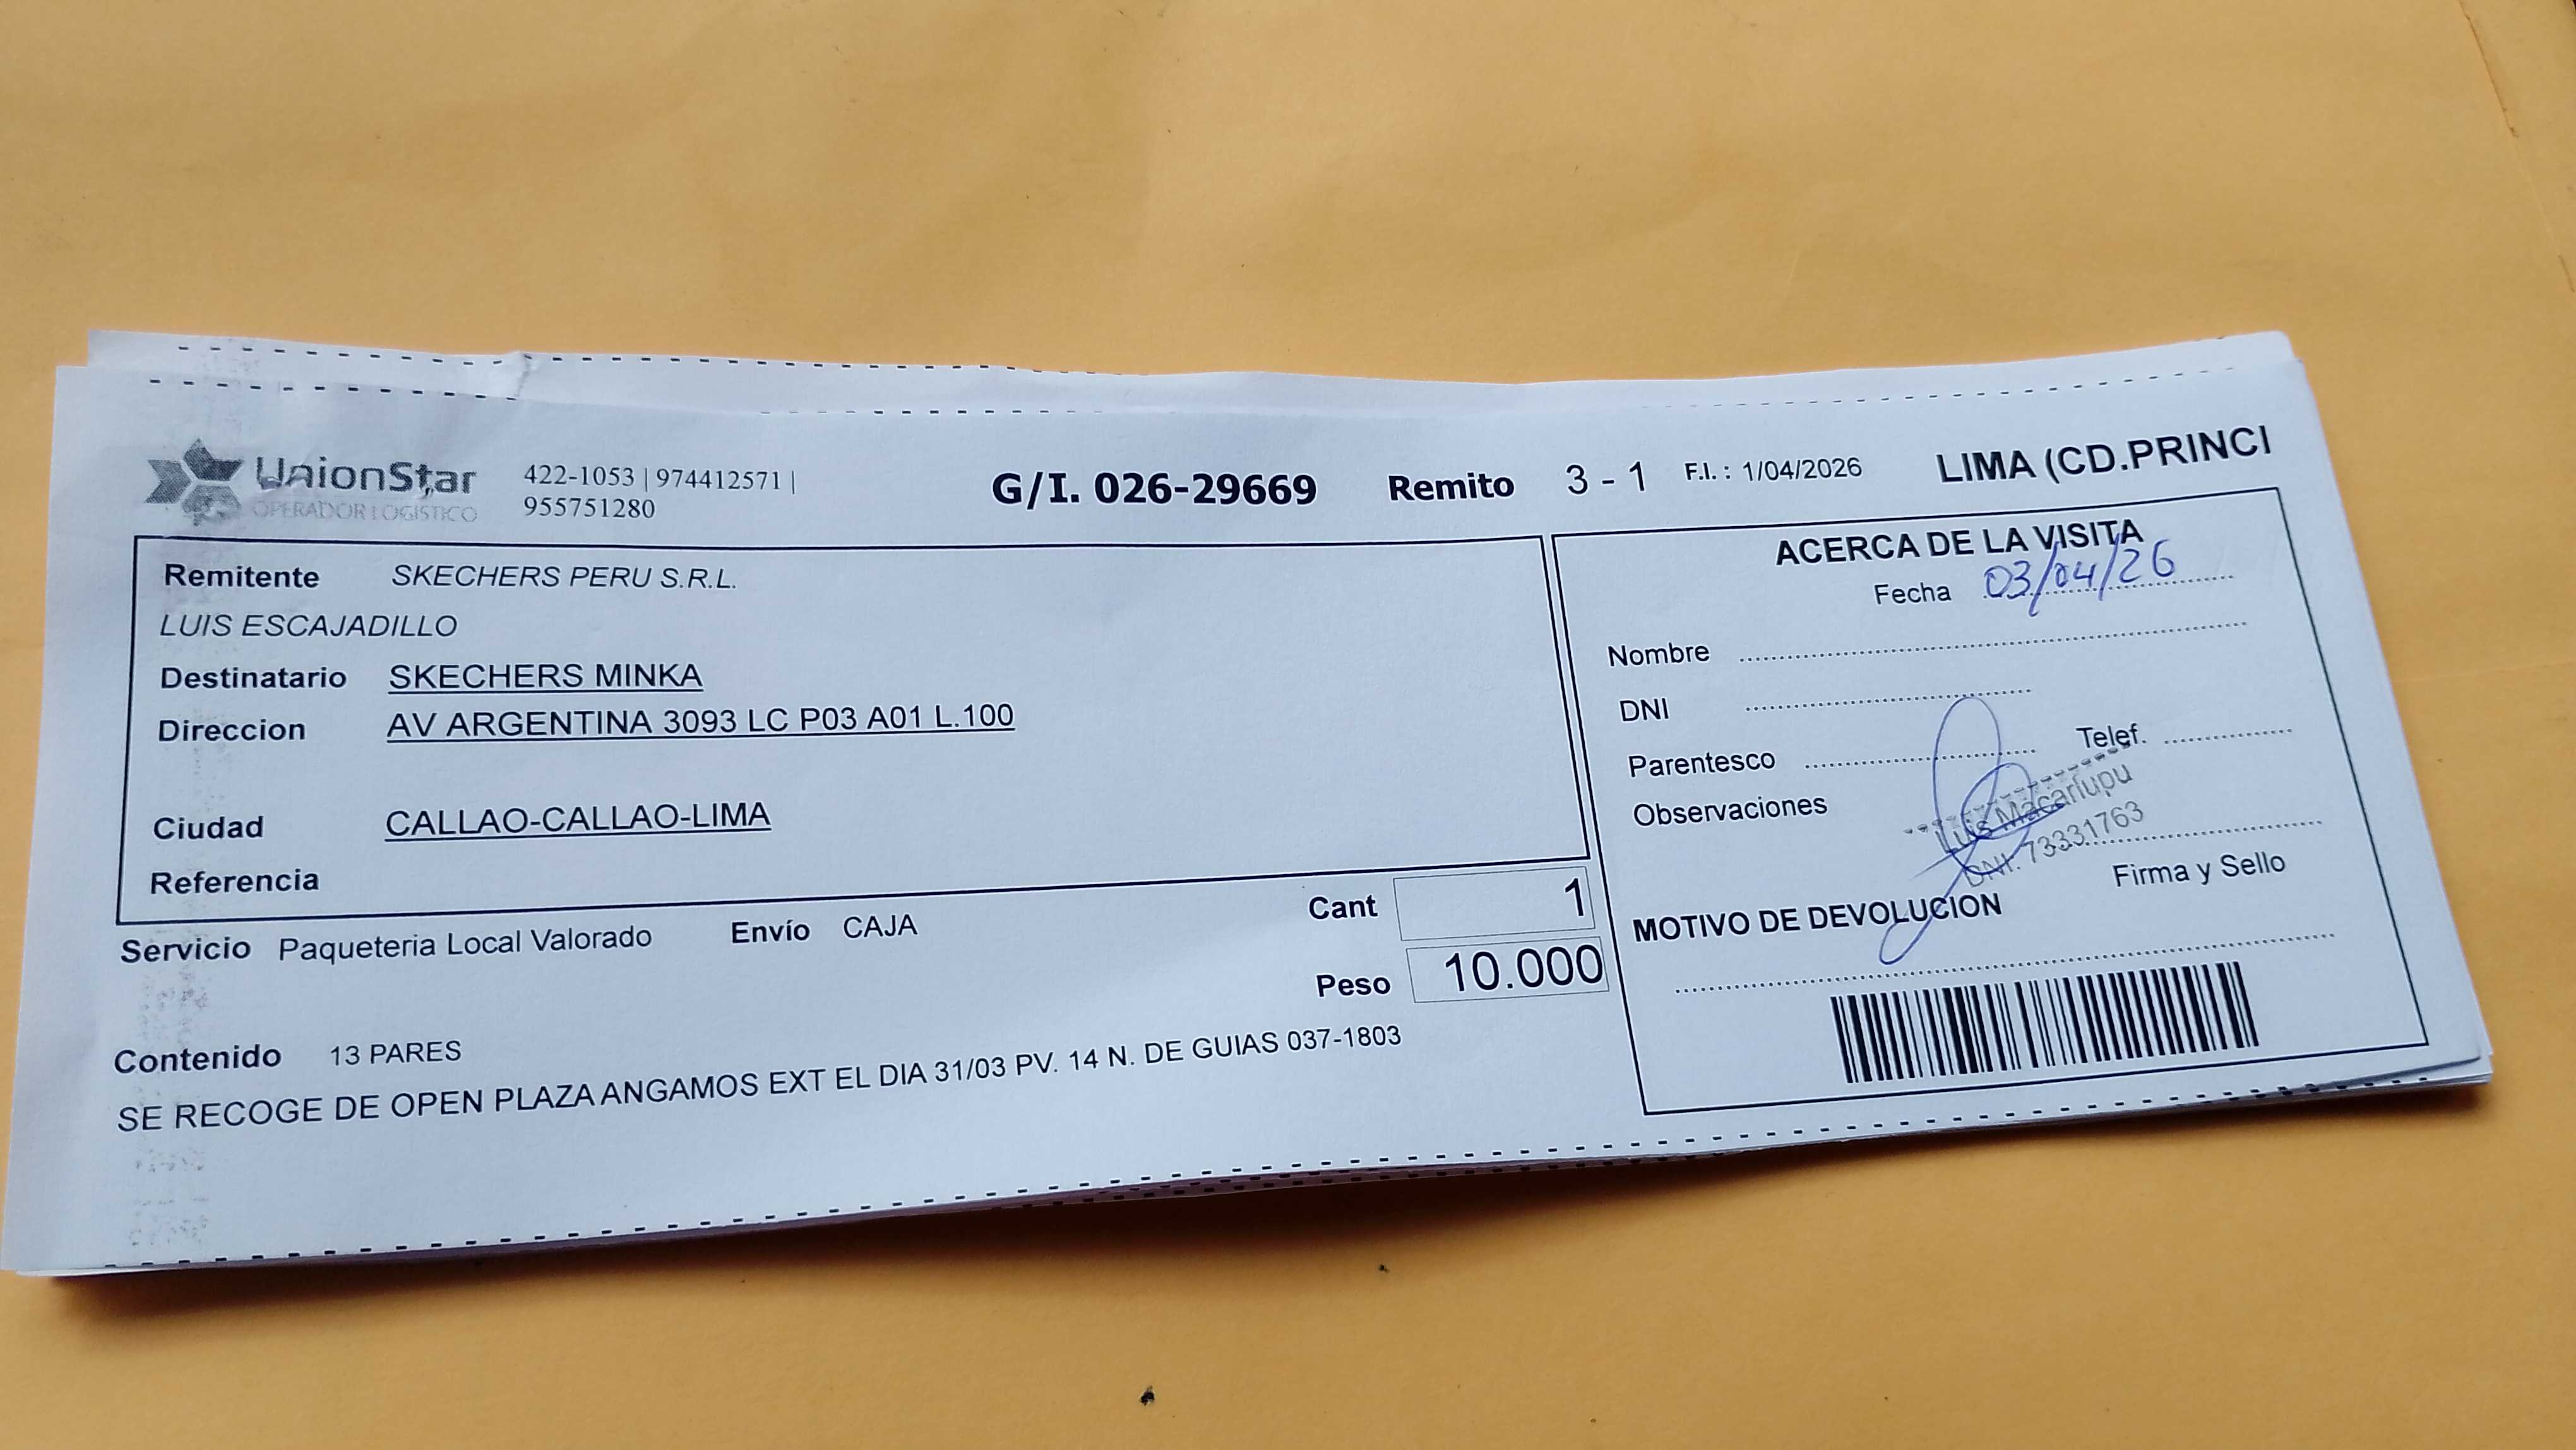 UnionStar
OPERADOR LOGÍSTICO
422-1053 | 974412571 |
955751280
G/I. 026-29669 Remito 3 - 1 F.I. : 1/04/2026 LIMA (CD.PRINCI
Remitente SKECHERS PERU S.R.L.
LUIS ESCAJADILLO
Destinatario SKECHERS MINKA
Direccion AV ARGENTINA 3093 LC P03 A01 L.100
Ciudad CALLAO-CALLAO-LIMA
Referencia
Servicio Paqueteria Local Valorado Envío CAJA
Cant 1
Peso 10.000
Contenido 13 PARES
SE RECOGE DE OPEN PLAZA ANGAMOS EXT EL DIA 31/03 PV. 14 N. DE GUIAS 037-1803
ACERCA DE LA VISITA
Fecha 03/04/26
Nombre
DNI
Parentesco Telef.
Observaciones
Luis Macarlupu
DNI. 73331763
Firma y Sello
MOTIVO DE DEVOLUCION